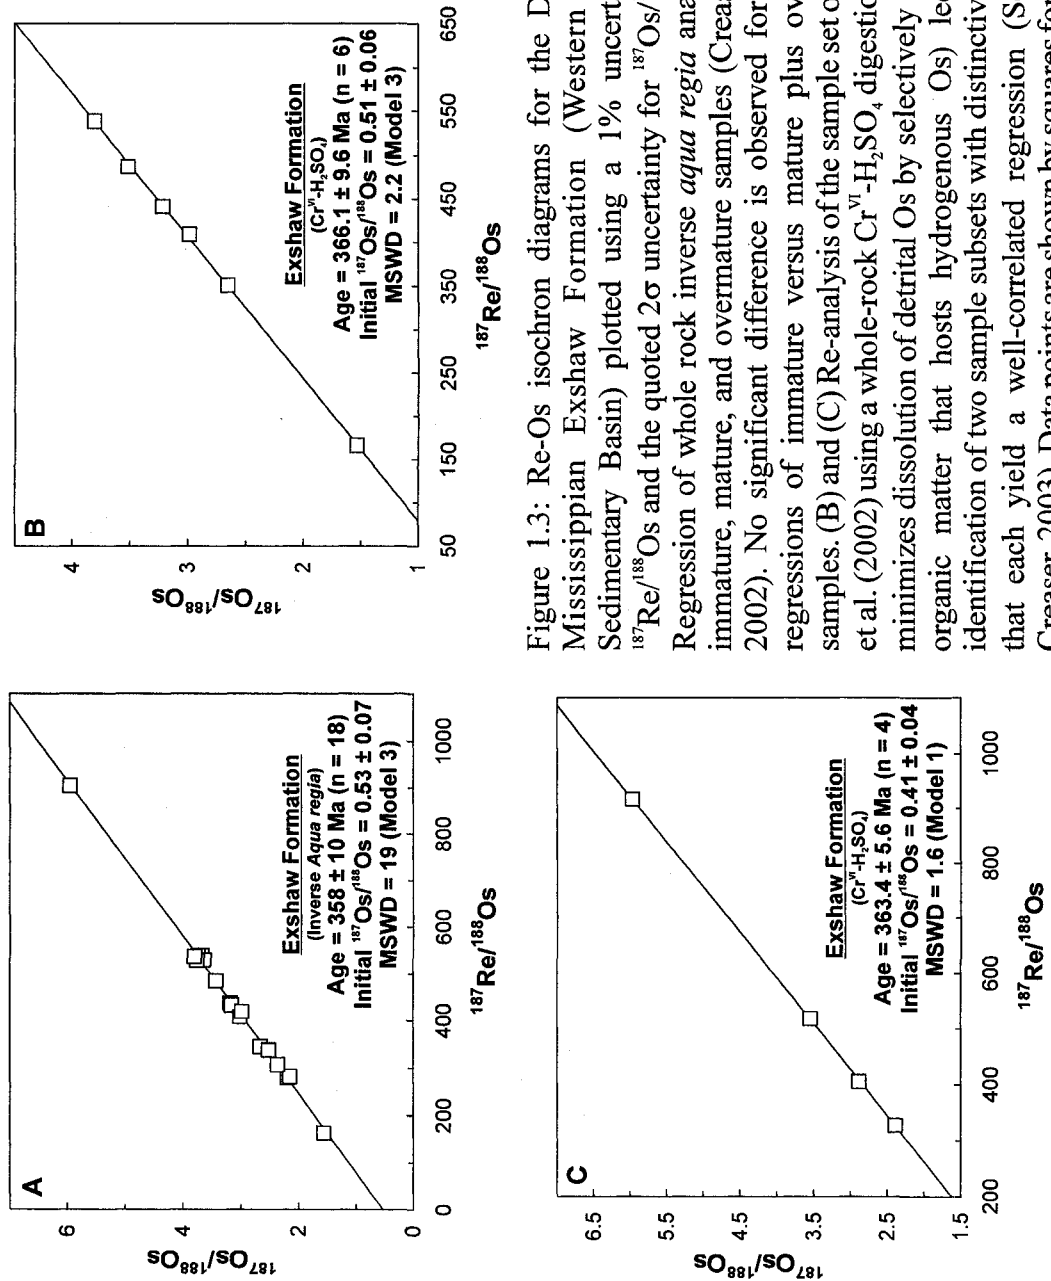 A
Exshaw Formation
(Inverse Aqua regia)
Age = 358 ± 10 Ma (n = 18)
Initial ¹⁸⁷Os/¹⁸⁸Os = 0.53 ± 0.07
MSWD = 19 (Model 3)
¹⁸⁷Os/¹⁸⁸Os
6
4
2
0
0 200 400 600 800 1000
¹⁸⁷Re/¹⁸⁸Os
B
Exshaw Formation
(Crⱽᴵ-H₂SO₄)
Age = 366.1 ± 9.6 Ma (n = 6)
Initial ¹⁸⁷Os/¹⁸⁸Os = 0.51 ± 0.06
MSWD = 2.2 (Model 3)
¹⁸⁷Os/¹⁸⁸Os
4
3
2
1
50 150 250 350 450 550 650
¹⁸⁷Re/¹⁸⁸Os
C
Exshaw Formation
(Crⱽᴵ-H₂SO₄)
Age = 363.4 ± 5.6 Ma (n = 4)
Initial ¹⁸⁷Os/¹⁸⁸Os = 0.41 ± 0.04
MSWD = 1.6 (Model 1)
¹⁸⁷Os/¹⁸⁸Os
6.5
5.5
4.5
3.5
2.5
1.5
200 400 600 800 1000
¹⁸⁷Re/¹⁸⁸Os
Figure 1.3: Re-Os isochron diagrams for the D
Mississippian Exshaw Formation (Western
Sedimentary Basin) plotted using a 1% uncert
¹⁸⁷Re/¹⁸⁸Os and the quoted 2σ uncertainty for ¹⁸⁷Os/
Regression of whole rock inverse aqua regia ana
immature, mature, and overmature samples (Creas
2002). No significant difference is observed for
regressions of immature versus mature plus ov
samples. (B) and (C) Re-analysis of the sample set o
et al. (2002) using a whole-rock Crⱽᴵ-H₂SO₄ digestio
minimizes dissolution of detrital Os by selectively
organic matter that hosts hydrogenous Os) led
identification of two sample subsets with distinctiv
that each yield a well-correlated regression (S
Creaser, 2003). Data points are shown by squares for